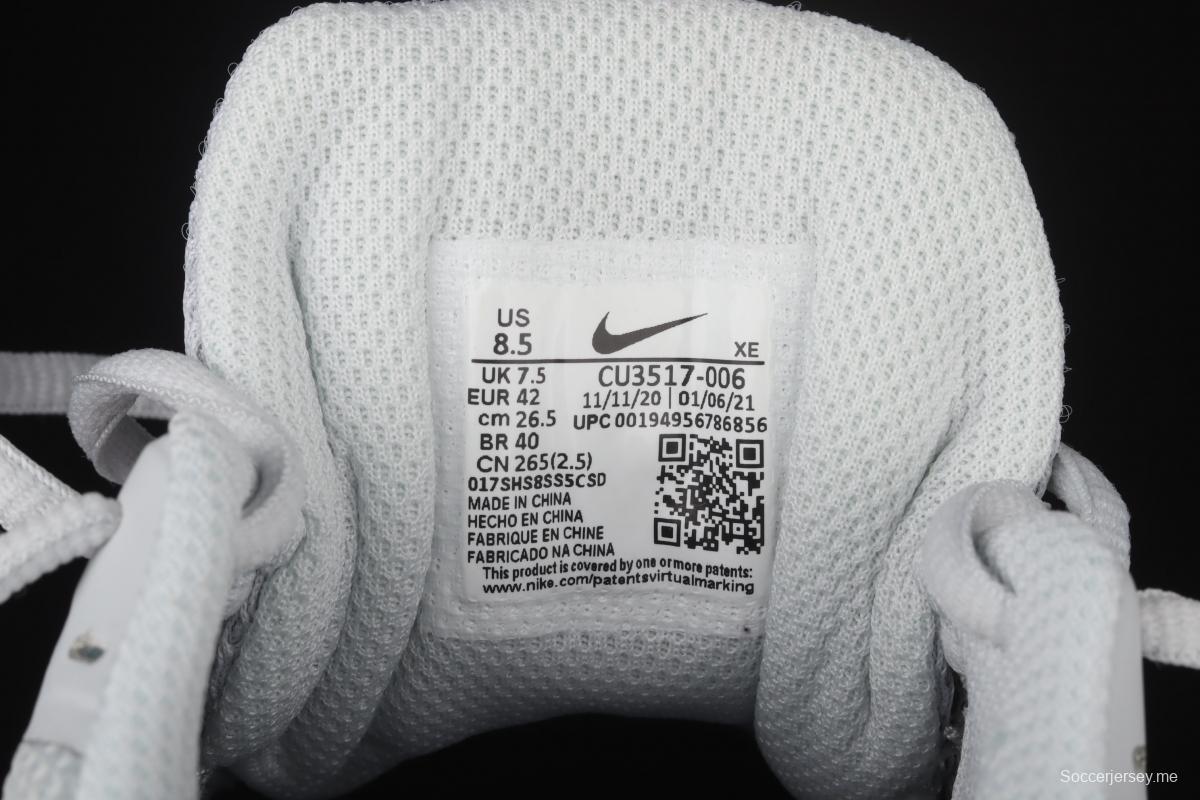 US
8.5
XE
UK 7.5
CU3517-006
EUR 42
11/11/20 | 01/06/21
cm 26.5
UPC 00194956786856
BR 40
CN 265(2.5)
017SHS8SS5CSD
MADE IN CHINA
HECHO EN CHINA
FABRIQUE EN CHINE
FABRICADO NA CHINA
This product is covered by one or more patents:
www.nike.com/patentsvirtualmarking
Soccerjersey.me